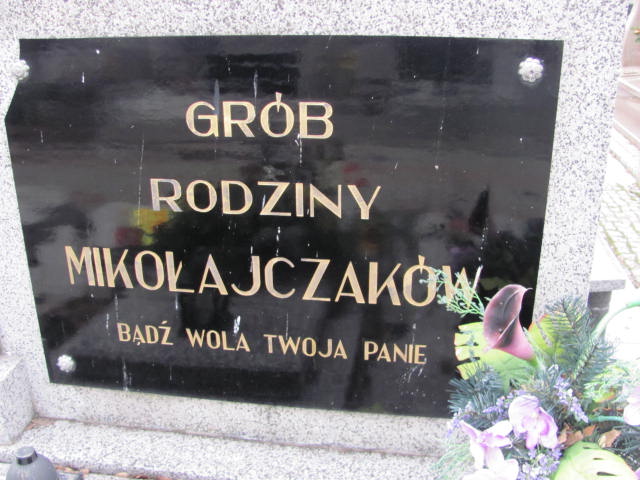 GRÓB
RODZINY
MIKOŁAJCZAKÓW
BĄDŹ WOLA TWOJA PANIE